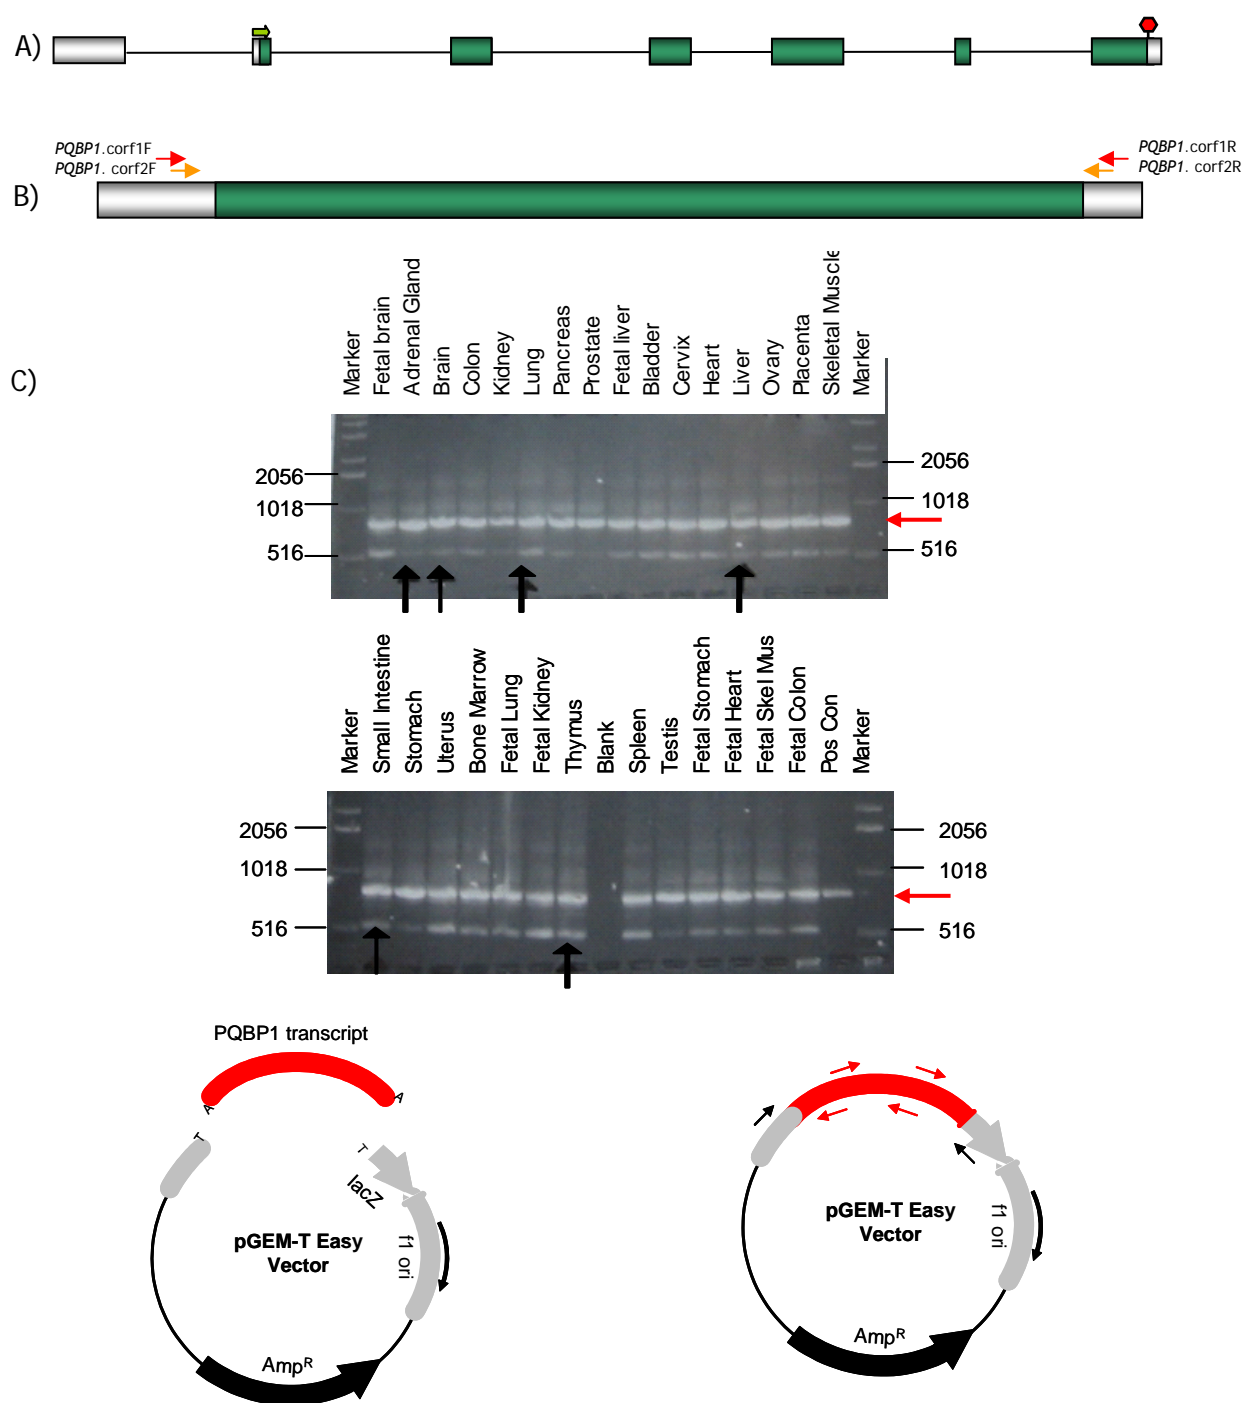 A)
PQBP1.corf1F
PQBP1. corf2F
PQBP1.corf1R
PQBP1. corf2R
B)
C)
Marker
Fetal brain
Adrenal Gland
Brain
Colon
Kidney
Lung
Pancreas
Prostate
Fetal liver
Bladder
Cervix
Heart
Liver
Ovary
Placenta
Skeletal Muscle
Marker
2056
1018
516
2056
1018
516
Marker
Small Intestine
Stomach
Uterus
Bone Marrow
Fetal Lung
Fetal Kidney
Thymus
Blank
Spleen
Testis
Fetal Stomach
Fetal Heart
Fetal Skel Mus
Fetal Colon
Pos Con
Marker
2056
1018
516
2056
1018
516
PQBP1 transcript
A
A
T
T
lacZ
f1 ori
pGEM-T Easy
Vector
AmpR
f1 ori
pGEM-T Easy
Vector
AmpR